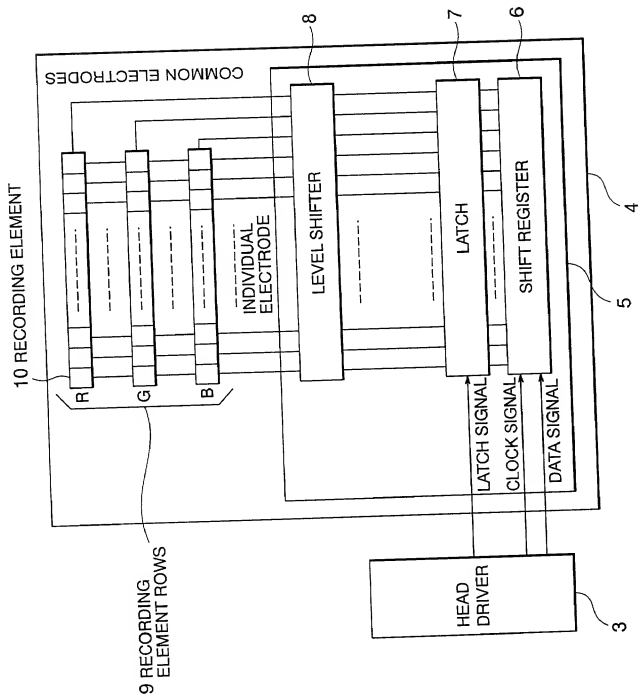 10 RECORDING ELEMENT
COMMON ELECTRODES
R
G
B
9 RECORDING
ELEMENT ROWS
INDIVIDUAL
ELECTRODE
8
LEVEL SHIFTER
7
LATCH
6
SHIFT REGISTER
LATCH SIGNAL
CLOCK SIGNAL
DATA SIGNAL
HEAD
DRIVER
3
5
4